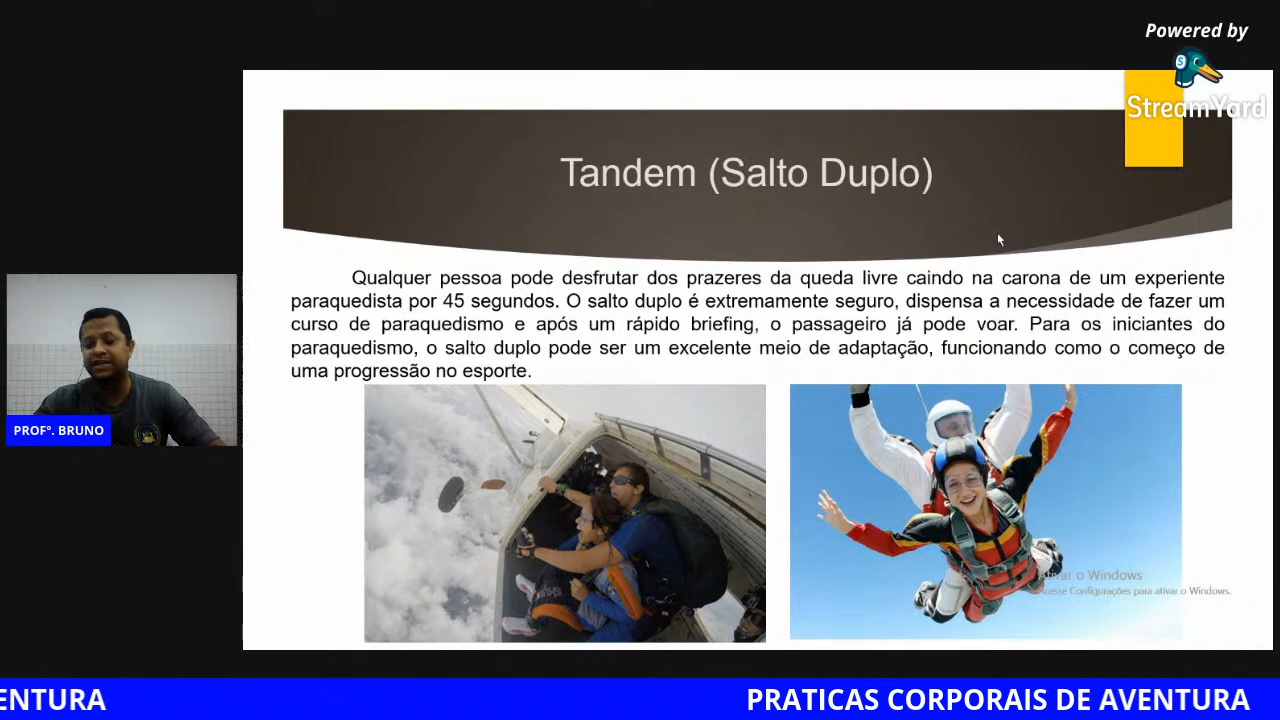 Powered by
StreamYard
Tandem (Salto Duplo)
Qualquer pessoa pode desfrutar dos prazeres da queda livre caindo na carona de um experiente
paraquedista por 45 segundos. O salto duplo é extremamente seguro, dispensa a necessidade de fazer um
curso de paraquedismo e após um rápido briefing, o passageiro já pode voar. Para os iniciantes do
paraquedismo, o salto duplo pode ser um excelente meio de adaptação, funcionando como o começo de
uma progressão no esporte.
PROFº. BRUNO
Ativar o Windows
Acesse Configurações para ativar o Windows.
ENTURA PRATICAS CORPORAIS DE AVENTURA